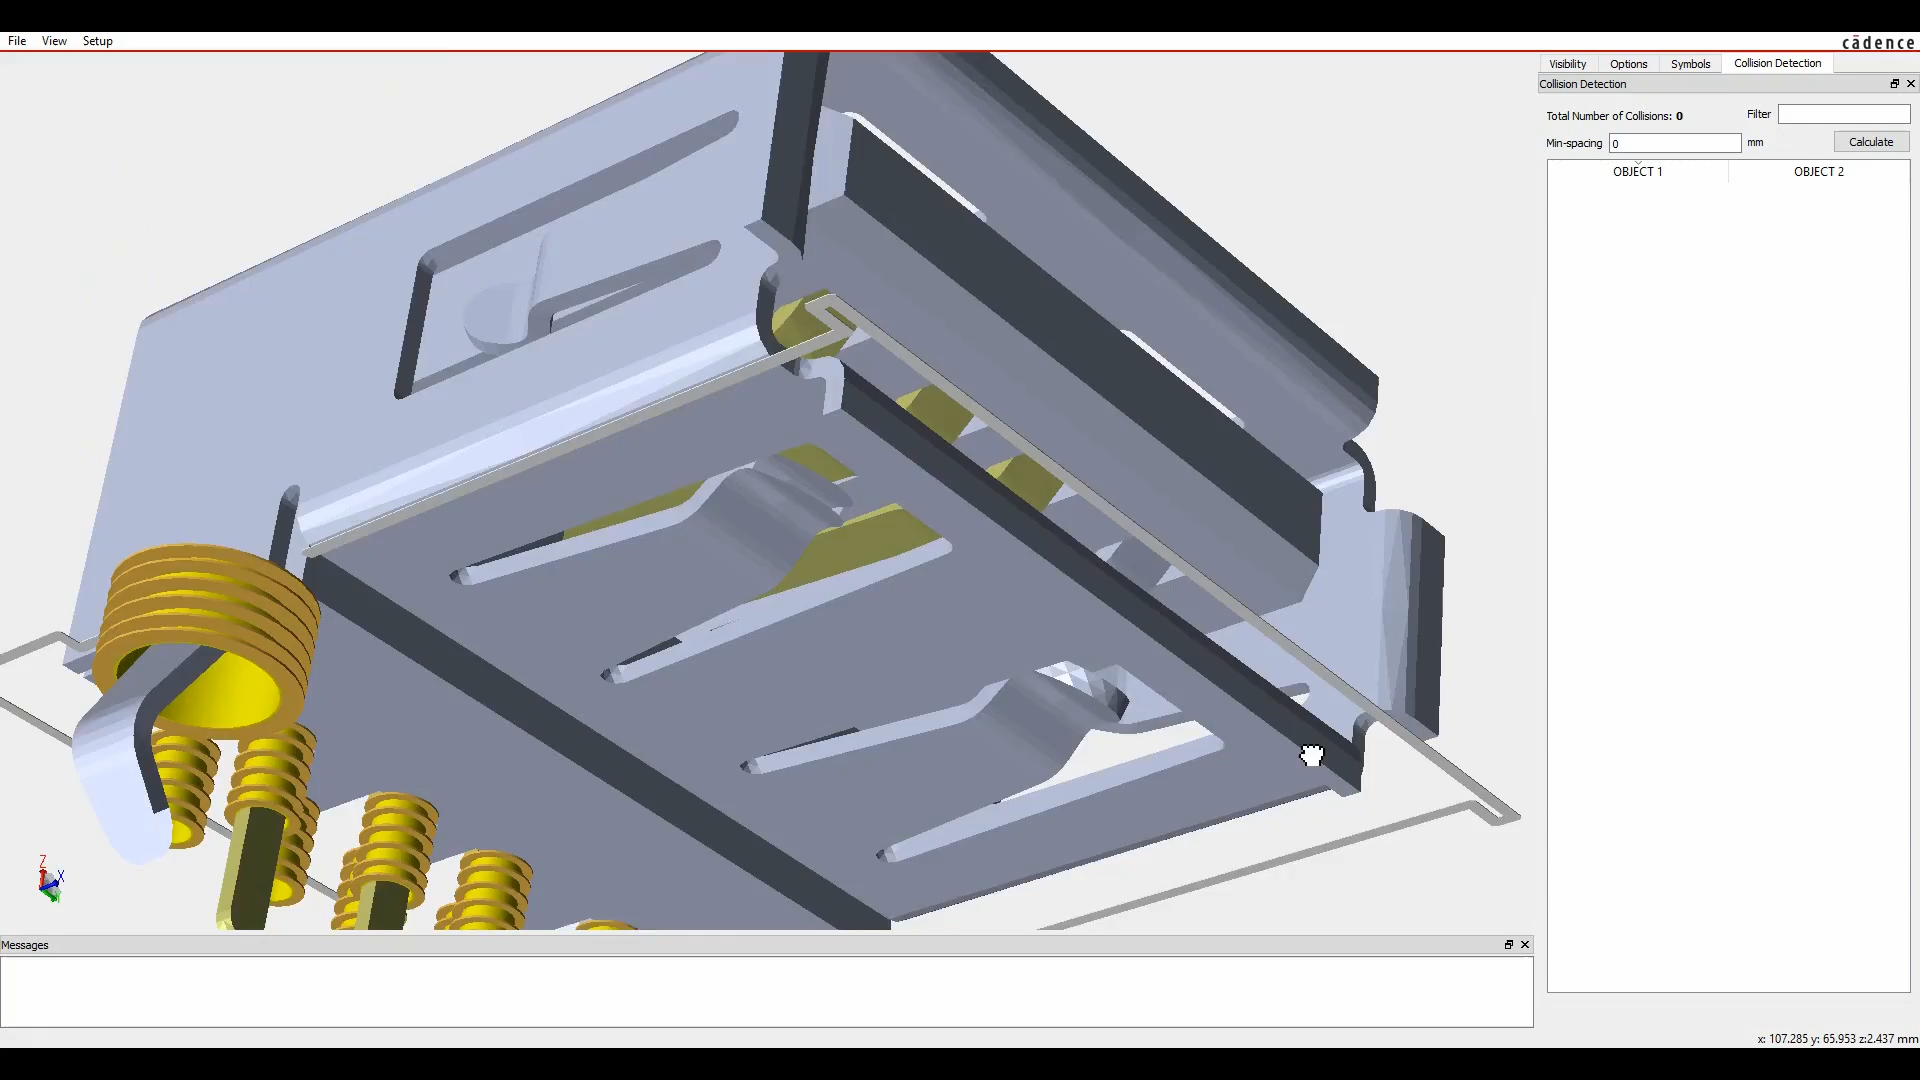 File View Setup
cādence
Visibility Options Symbols Collision Detection
Collision Detection
Total Number of Collisions: 0 Filter
Min-spacing 0 mm Calculate
OBJECT 1 OBJECT 2
Z
X
Y
Messages
x: 107.285 y: 65.953 z:2.437 mm